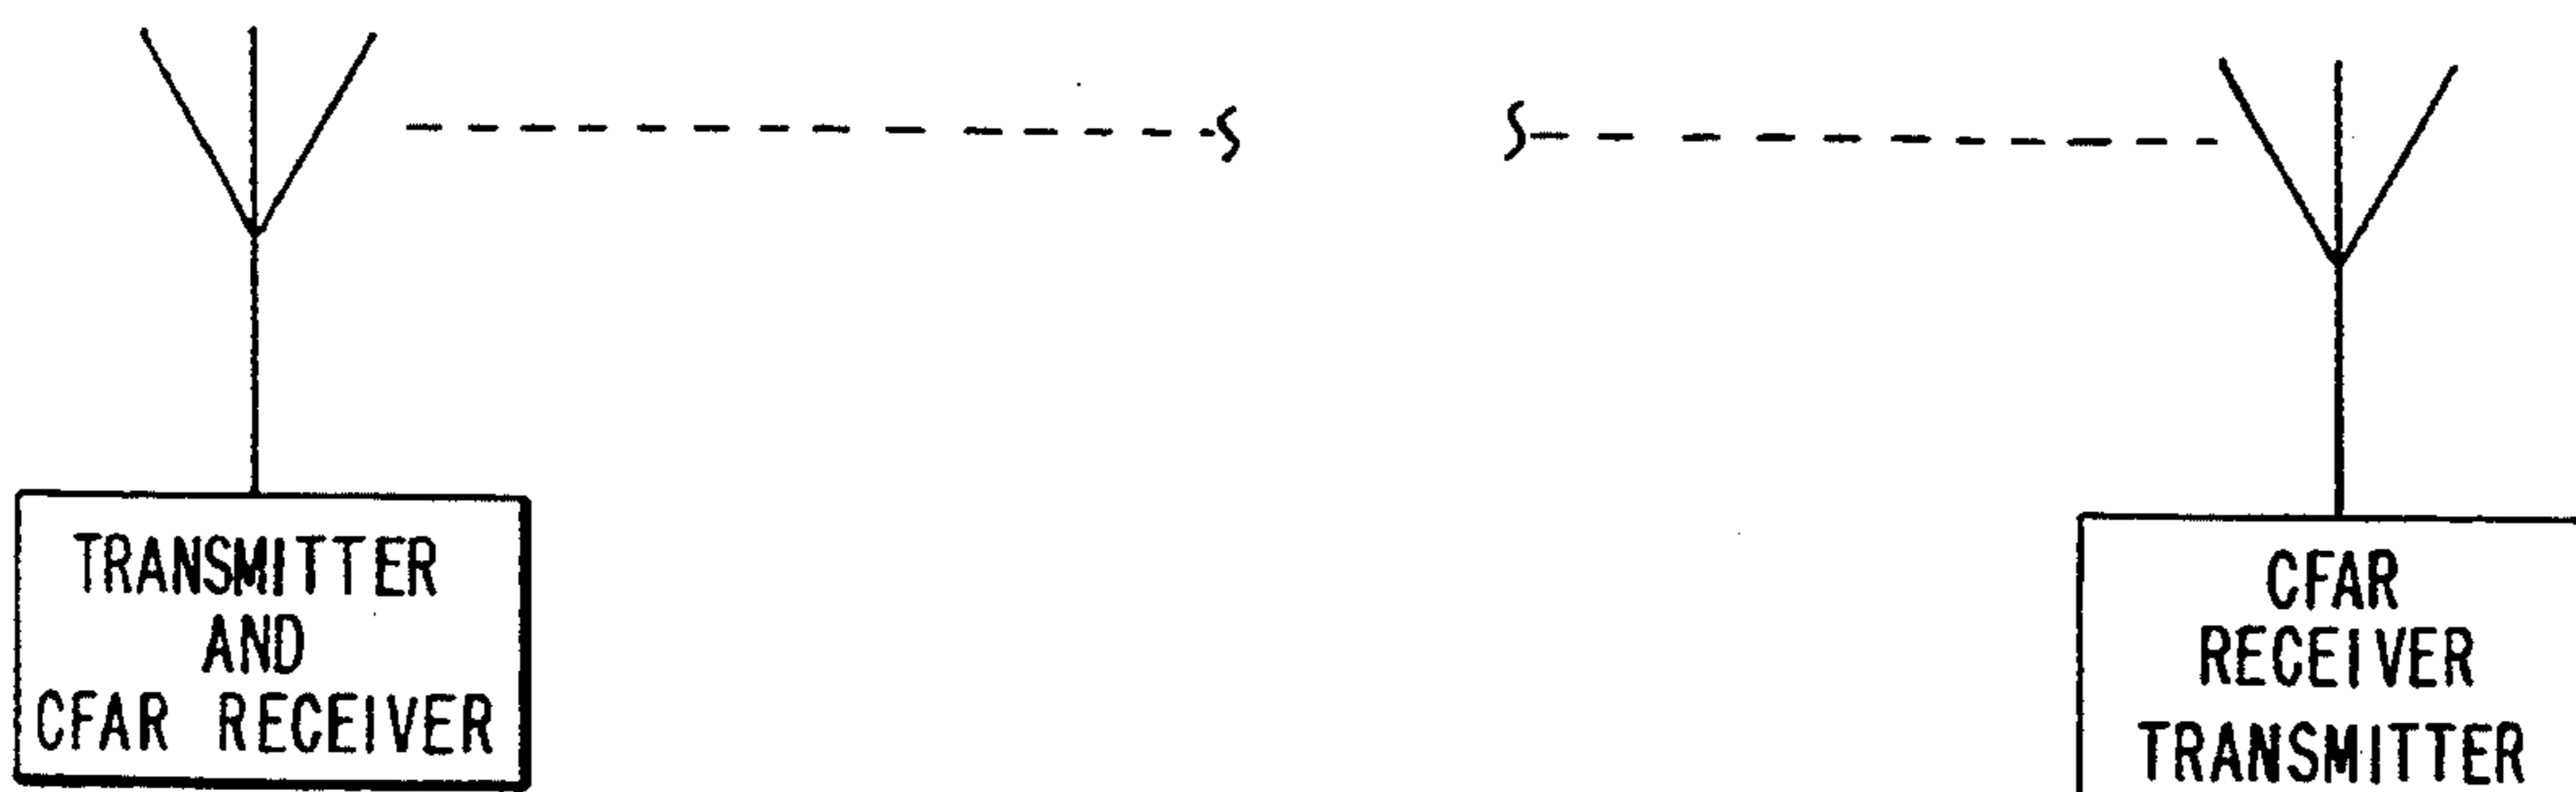 TRANSMITTER
AND
CFAR RECEIVER
CFAR
RECEIVER
TRANSMITTER